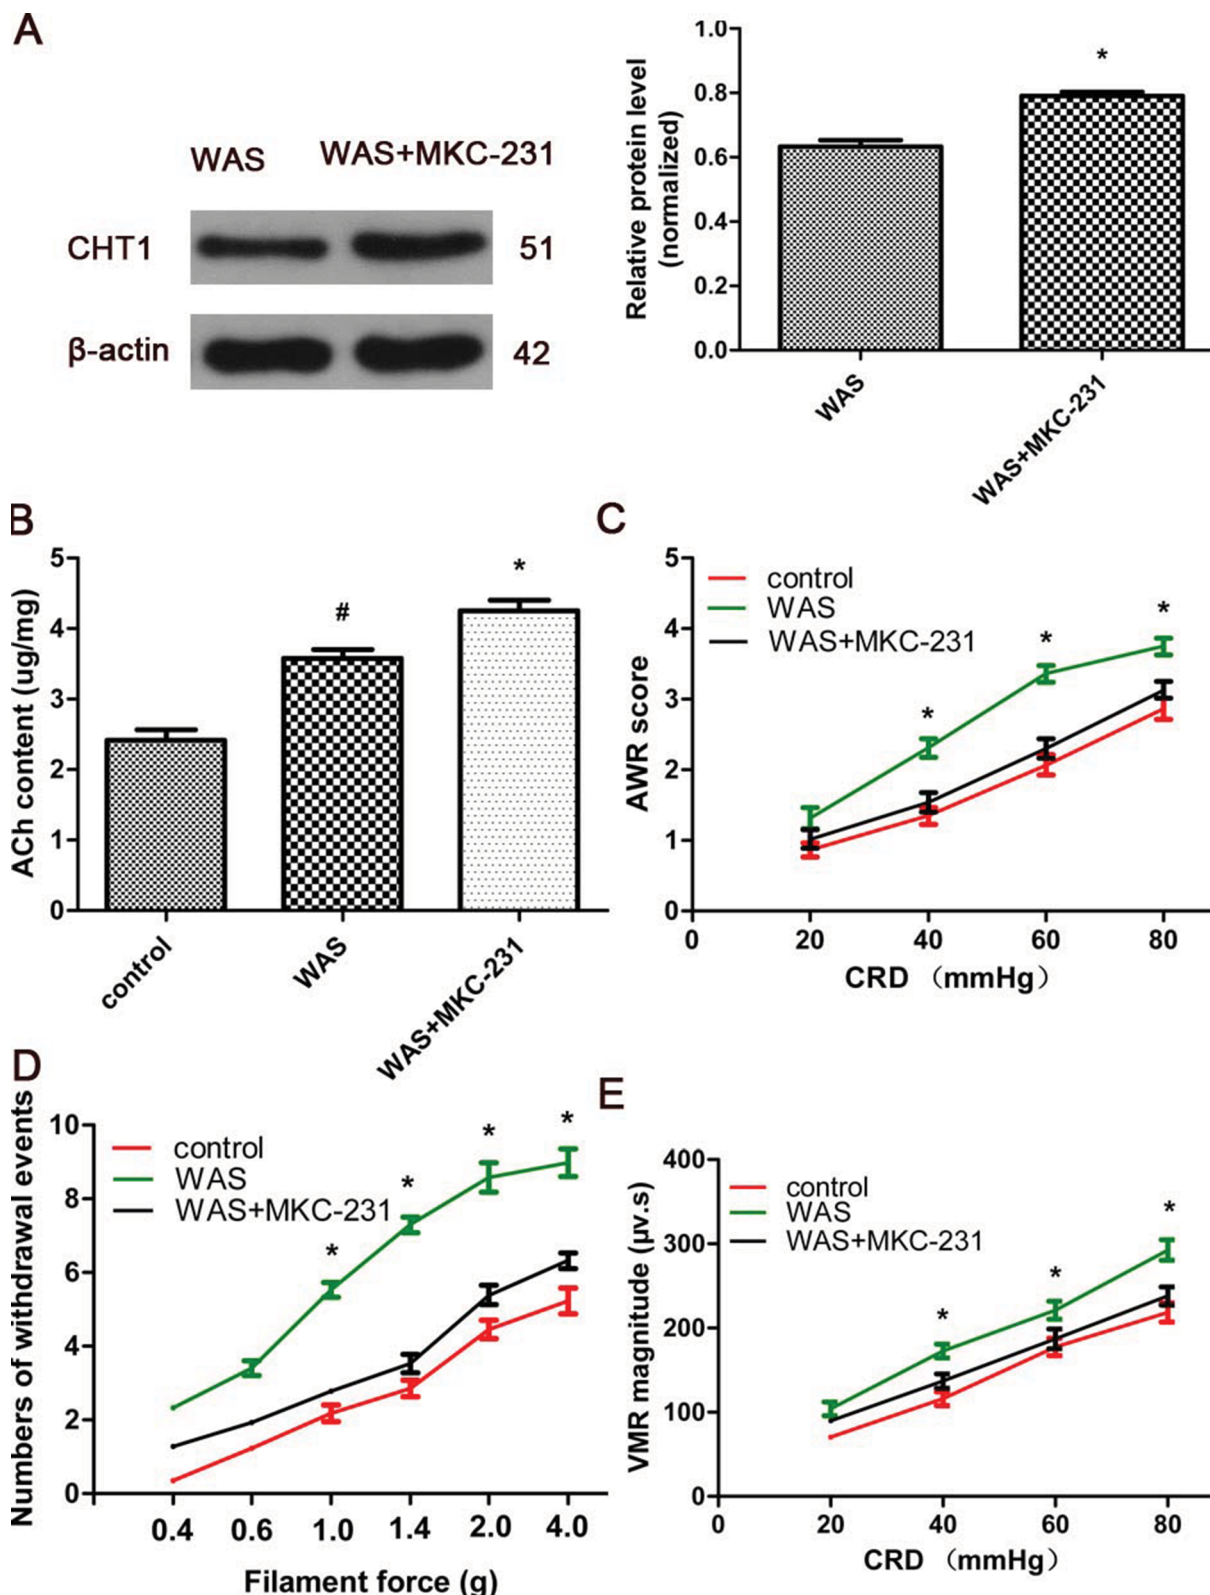 A
WAS
WAS+MKC-231
CHT1
51
β-actin
42
Relative protein level
(normalized)
1.0
0.8
0.6
0.4
0.2
0.0
*
WAS
WAS+MKC-231
B
ACh content (ug/mg)
5
4
3
2
1
0
#
*
control
WAS
WAS+MKC-231
C
AWR score
5
4
3
2
1
0
control
WAS
WAS+MKC-231
*
*
*
0
20
40
60
80
CRD （mmHg）
D
Numbers of withdrawal events
10
8
6
4
2
0
control
WAS
WAS+MKC-231
*
*
*
*
0.4
0.6
1.0
1.4
2.0
4.0
Filament force (g)
E
VMR magnitude (μv.s)
400
300
200
100
0
control
WAS
WAS+MKC-231
*
*
*
0
20
40
60
80
CRD （mmHg）